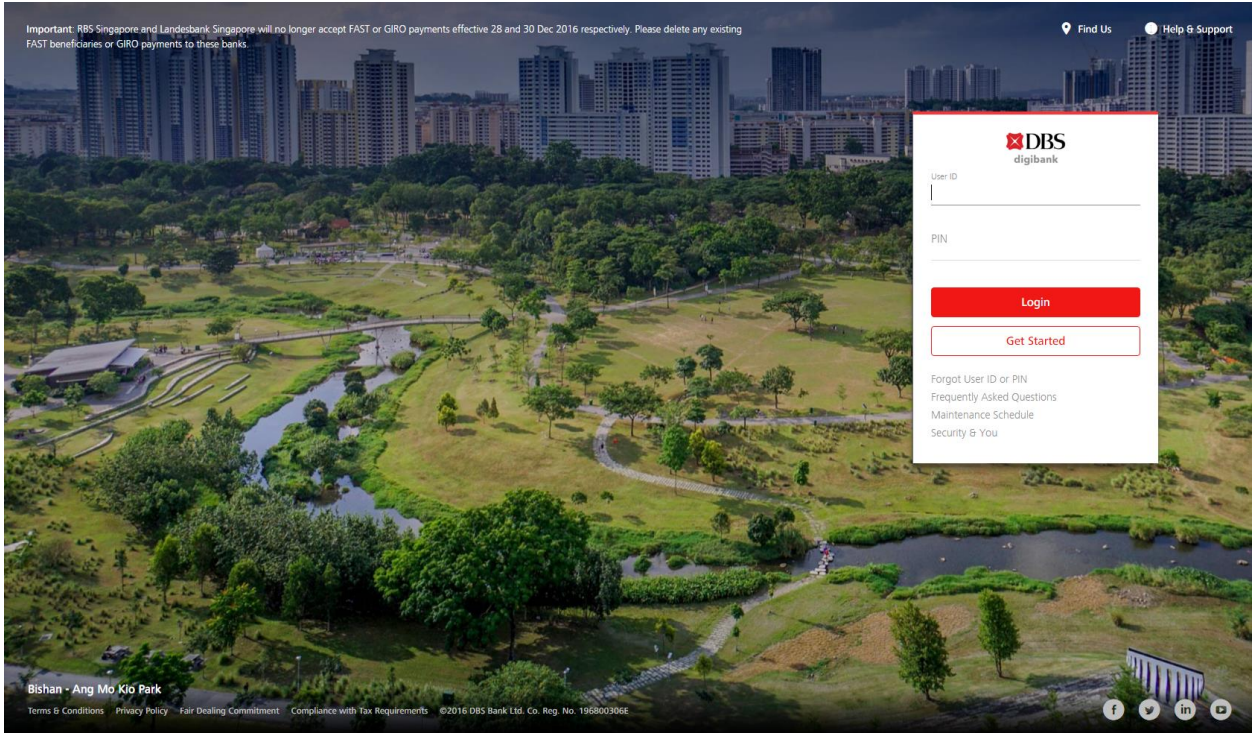 Important: RBS Singapore and Landesbank Singapore will no longer accept FAST or GIRO payments effective 28 and 30 Dec 2016 respectively. Please delete any existing
FAST beneficiaries or GIRO payments to these banks.
Find Us
Help & Support
DBS
digibank
User ID
PIN
Login
Get Started
Forgot User ID or PIN
Frequently Asked Questions
Maintenance Schedule
Security & You
Bishan - Ang Mo Kio Park
Terms & Conditions Privacy Policy Fair Dealing Commitment Compliance with Tax Requirements ©2016 DBS Bank Ltd. Co. Reg. No. 196800306E